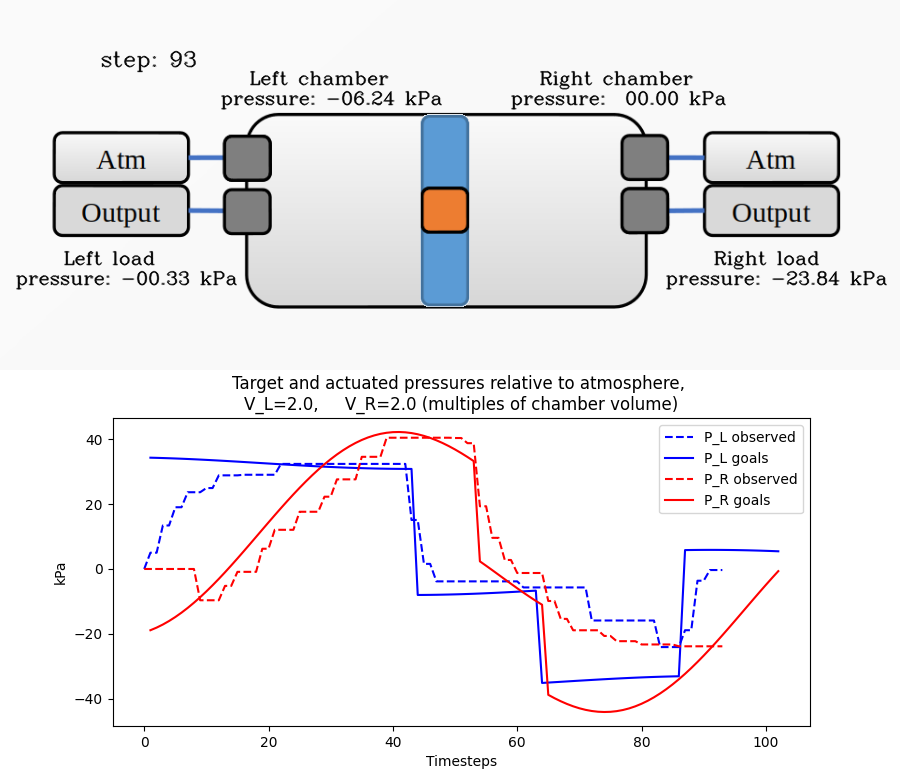 step: 93
Left chamber
pressure: −06.24 kPa
Right chamber
pressure:  00.00 kPa
Atm
Output
Atm
Output
Left load
pressure: −00.33 kPa
Right load
pressure: −23.84 kPa
Target and actuated pressures relative to atmosphere,
V_L=2.0,     V_R=2.0 (multiples of chamber volume)
P_L observed
P_L goals
P_R observed
P_R goals
kPa
40
20
0
−20
−40
0 20 40 60 80 100
Timesteps